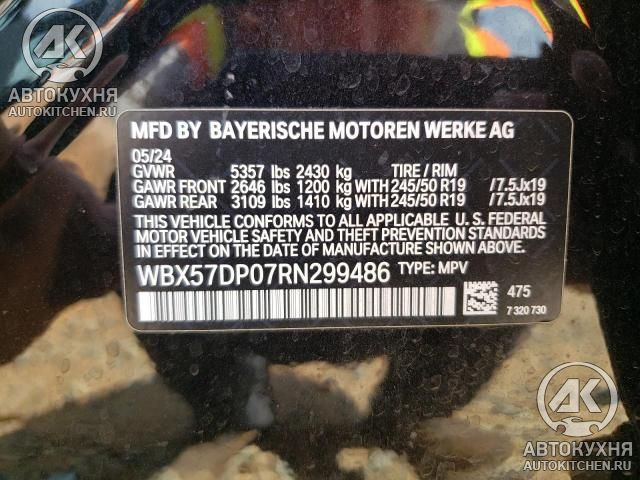 АК
АВТОКУХНЯ
AUTOKITCHEN.RU
MFD BY BAYERISCHE MOTOREN WERKE AG
05/24
GVWR 5357 lbs 2430 kg TIRE / RIM
GAWR FRONT 2646 lbs 1200 kg WITH 245/50 R19 /7.5Jx19
GAWR REAR 3109 lbs 1410 kg WITH 245/50 R19 /7.5Jx19
THIS VEHICLE CONFORMS TO ALL APPLICABLE U. S. FEDERAL
MOTOR VEHICLE SAFETY AND THEFT PREVENTION STANDARDS
IN EFFECT ON THE DATE OF MANUFACTURE SHOWN ABOVE.
WBX57DP07RN299486 TYPE: MPV
475
7 320 730
АК
АВТОКУХНЯ
AUTOKITCHEN.RU